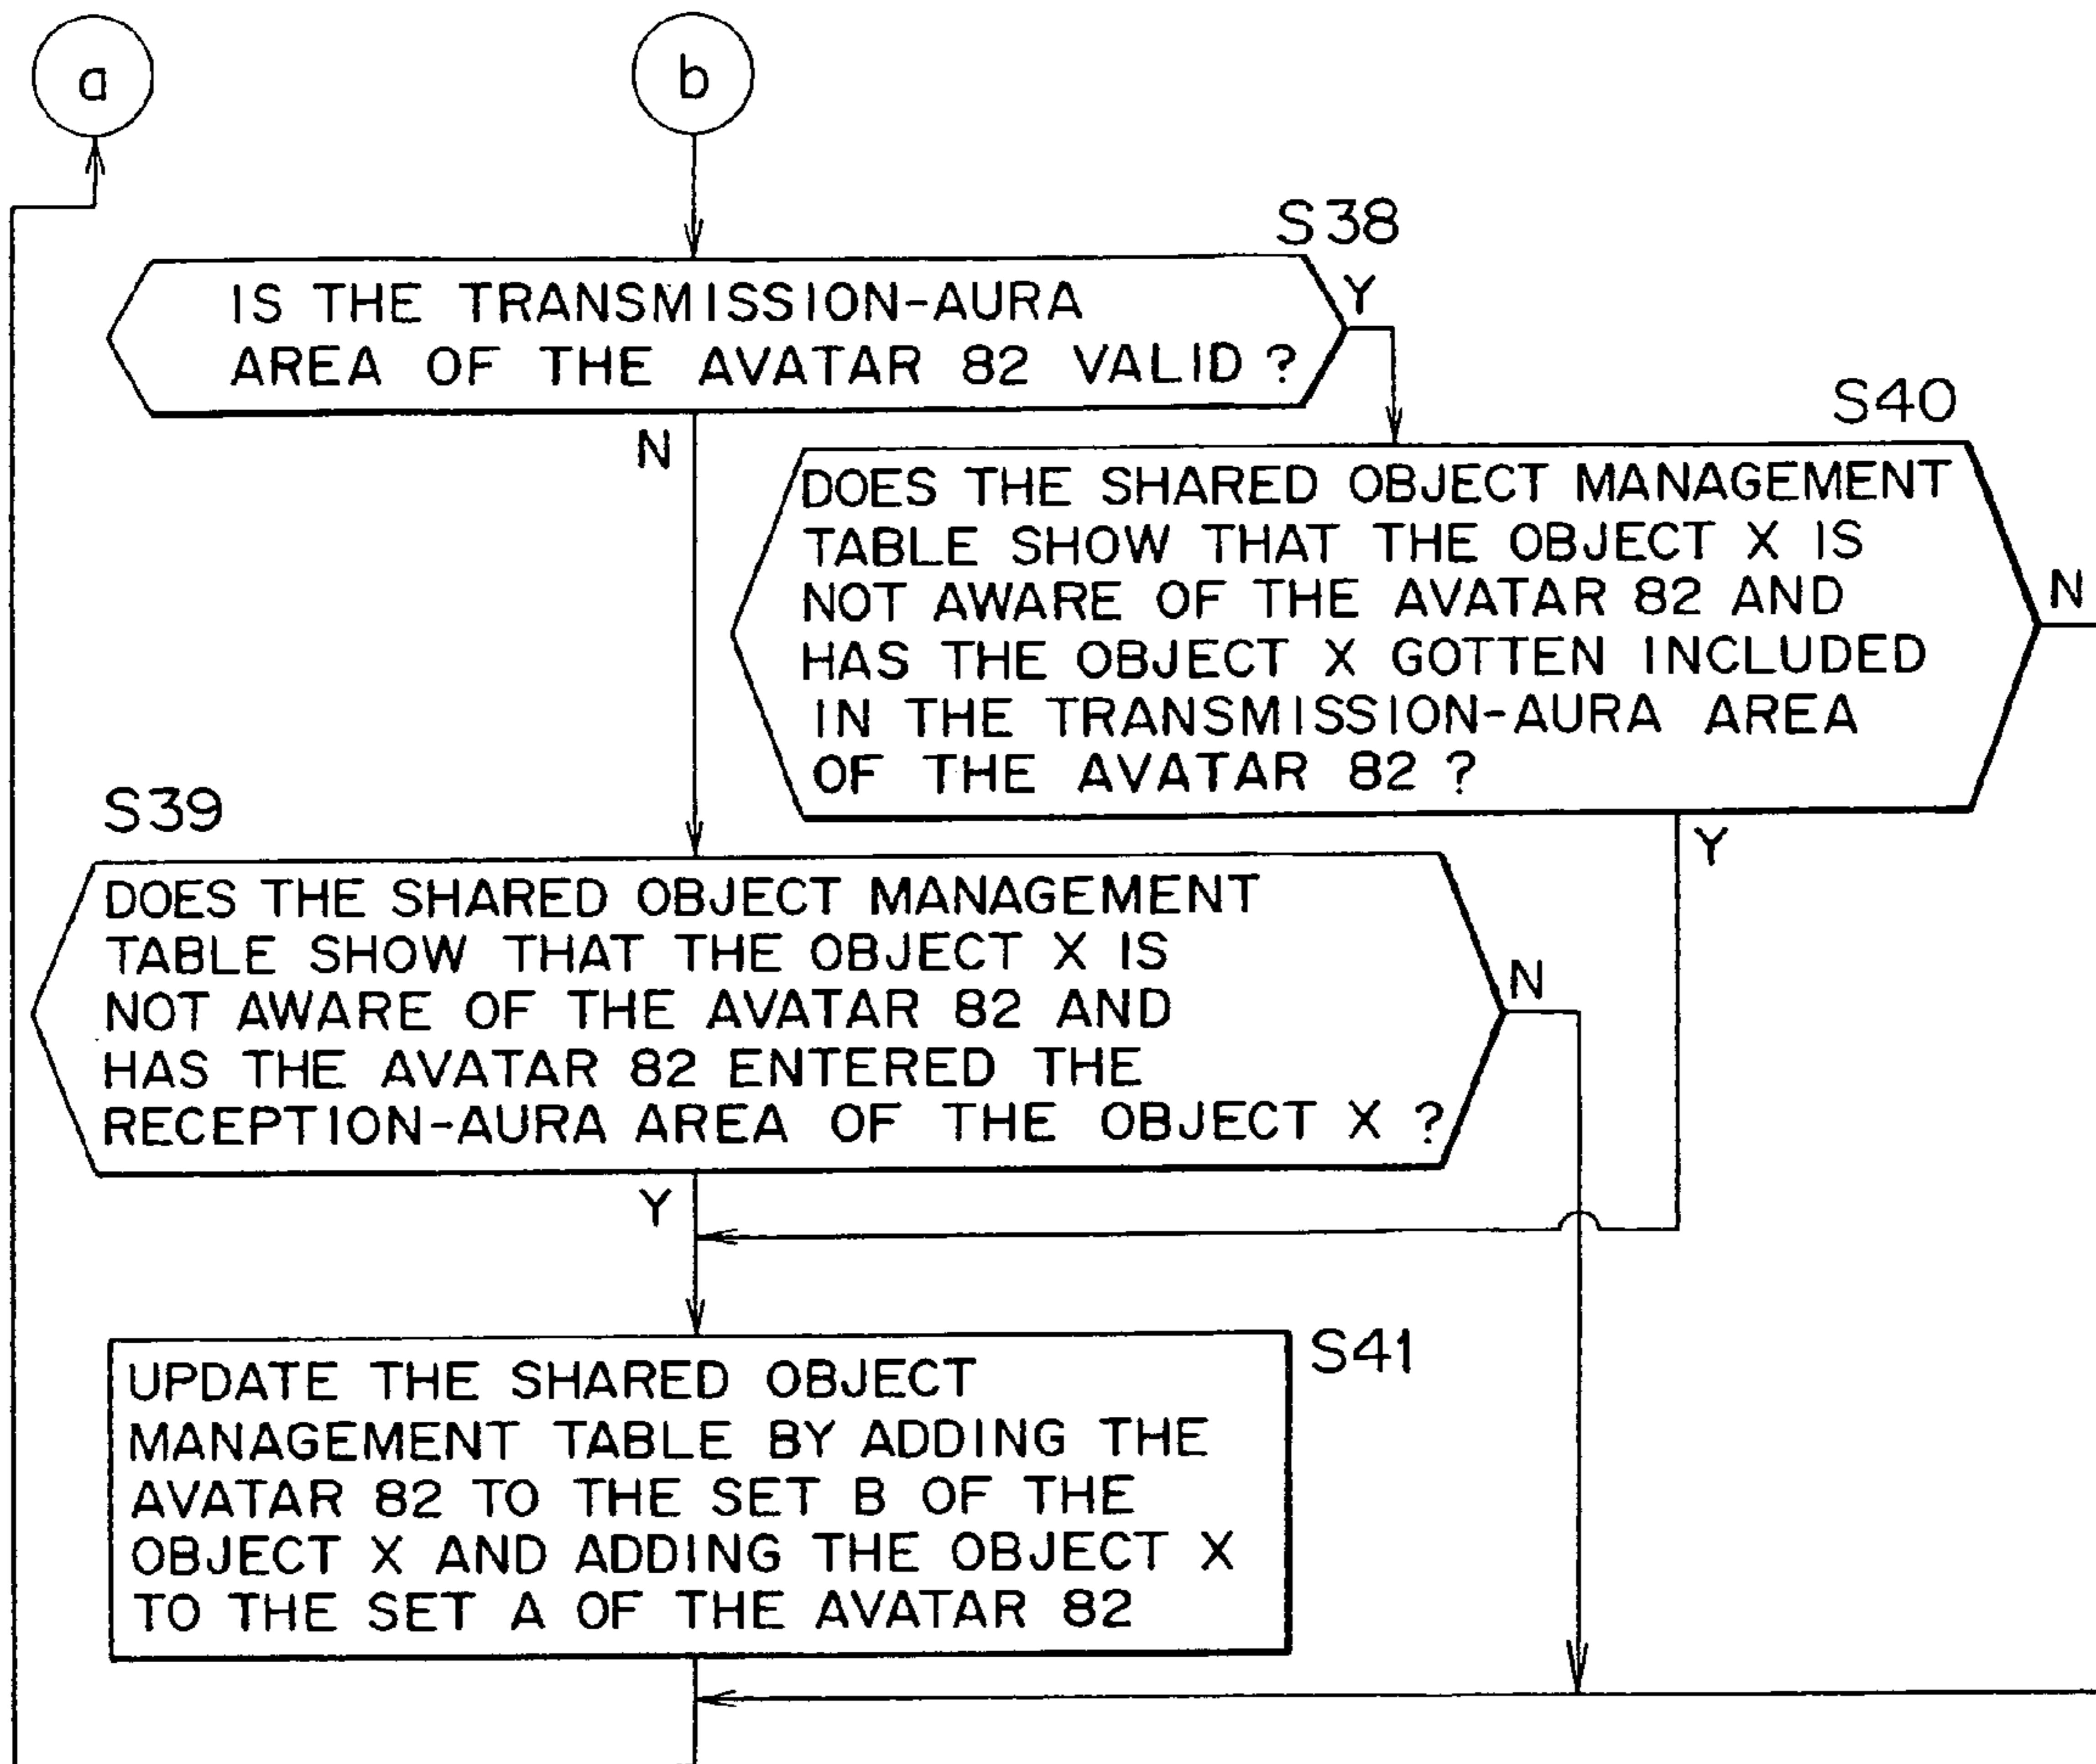 a
b
S38
IS THE TRANSMISSION-AURA
AREA OF THE AVATAR 82 VALID ?
Y
N
S40
DOES THE SHARED OBJECT MANAGEMENT
TABLE SHOW THAT THE OBJECT X IS
NOT AWARE OF THE AVATAR 82 AND
HAS THE OBJECT X GOTTEN INCLUDED
IN THE TRANSMISSION-AURA AREA
OF THE AVATAR 82 ?
N
Y
S39
DOES THE SHARED OBJECT MANAGEMENT
TABLE SHOW THAT THE OBJECT X IS
NOT AWARE OF THE AVATAR 82 AND
HAS THE AVATAR 82 ENTERED THE
RECEPTION-AURA AREA OF THE OBJECT X ?
N
Y
S41
UPDATE THE SHARED OBJECT
MANAGEMENT TABLE BY ADDING THE
AVATAR 82 TO THE SET B OF THE
OBJECT X AND ADDING THE OBJECT X
TO THE SET A OF THE AVATAR 82